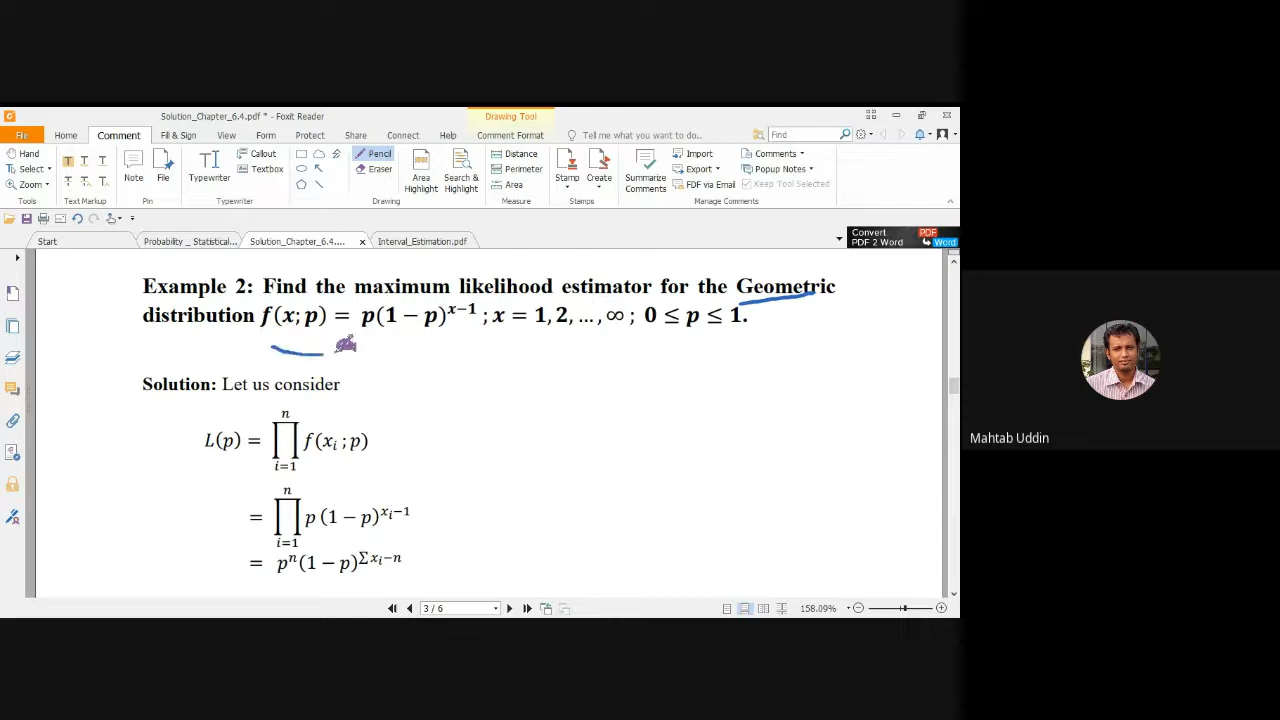 Solution_Chapter_6.4.pdf * - Foxit Reader
Drawing Tool
File Home Comment Fill & Sign View Form Protect Share Connect Help Comment Format Tell me what you want to do.. Find
Hand
Select
Zoom
Tools
Text Markup
Note
File
Pin
Typewriter
Callout
Textbox
Typewriter
Pencil
Eraser
Drawing
Area Highlight
Search & Highlight
Distance
Perimeter
Area
Measure
Stamp
Create
Stamps
Summarize Comments
Import
Export
FDF via Email
Comments
Popup Notes
Keep Tool Selected
Manage Comments
Start Probability _ Statistical... Solution_Chapter_6.4.... Interval_Estimation.pdf
Convert PDF
PDF 2 Word Word
Example 2: Find the maximum likelihood estimator for the Geometric
distribution f(x; p) = p(1 − p)^{x−1} ; x = 1, 2, … , ∞ ; 0 ≤ p ≤ 1.
Solution: Let us consider
L(p) = ∏_{i=1}^{n} f(x_i ; p)
= ∏_{i=1}^{n} p (1 − p)^{x_i−1}
= p^n (1 − p)^{∑ x_i−n}
3 / 6
158.09%
Mahtab Uddin